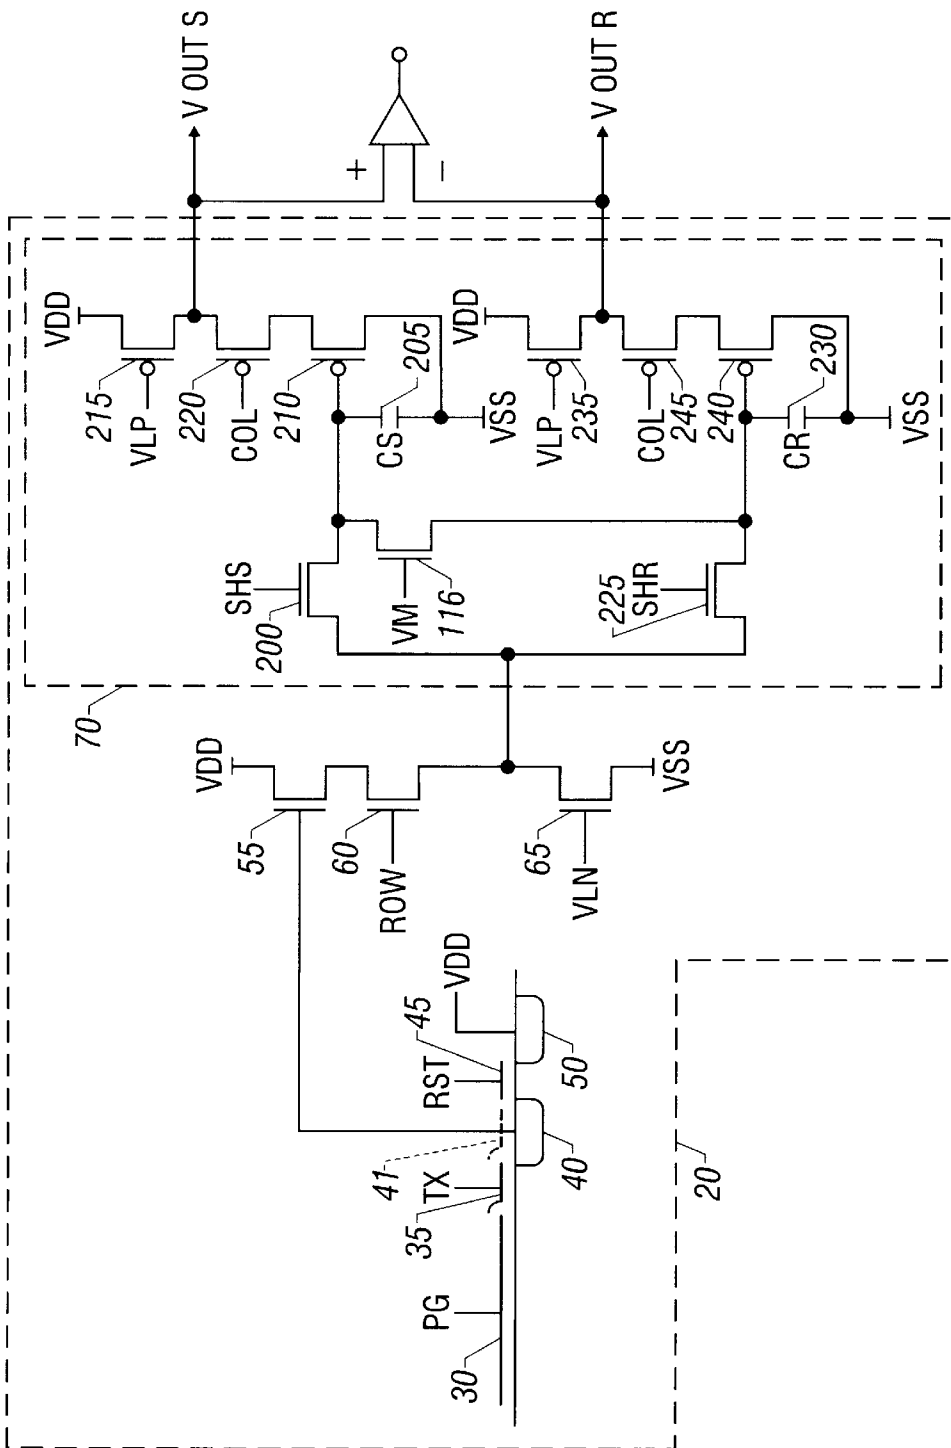 V OUT S
V OUT R
+
−
VDD
215
VLP
220
COL
210
CS
205
VSS
VDD
VLP
235
COL
245
240
CR
230
VSS
SHS
200
VM
116
225
SHR
70
VDD
55
60
ROW
65
VLN
VSS
VDD
45
RST
50
41
TX
40
35
PG
30
20